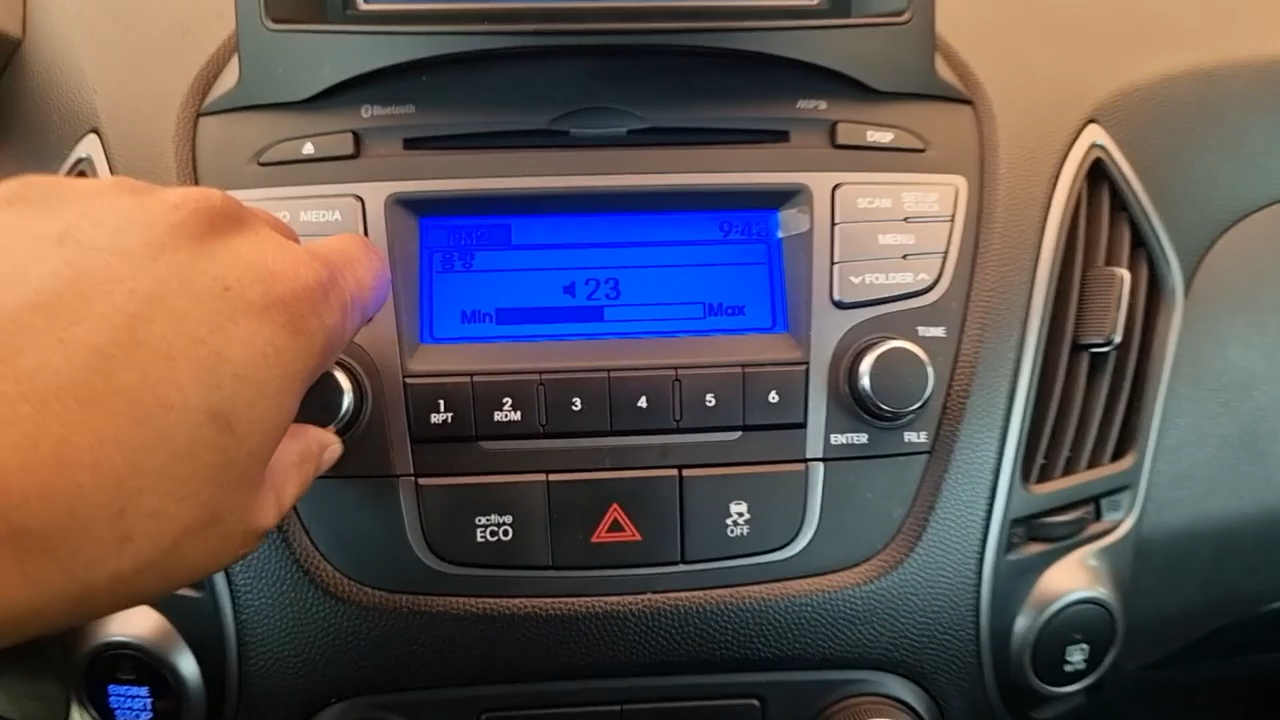 Bluetooth
MP3
DISP
MEDIA
SCAN
SETUP
CLOCK
FM2
9:43
음량
MENU
23
FOLDER
Min
Max
TUNE
1
RPT
2
RDM
3
4
5
6
ENTER
FILE
active
ECO
OFF
ENGINE
START
STOP